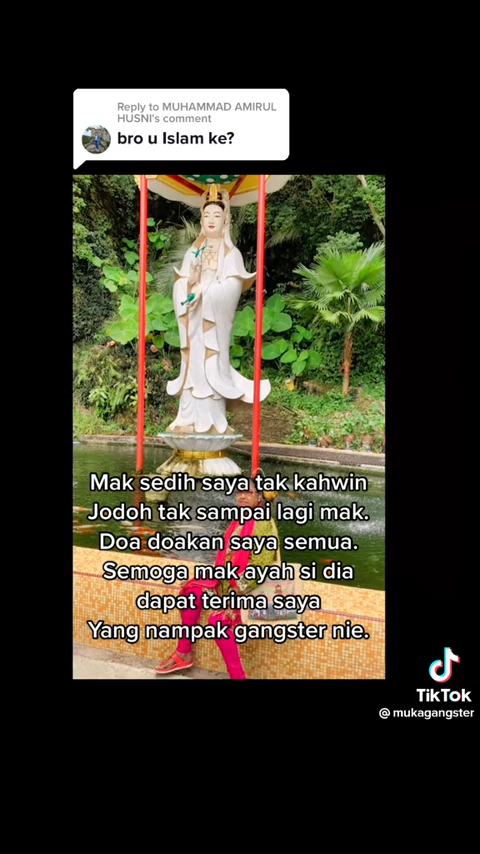 Reply to MUHAMMAD AMIRUL
HUSNI's comment
bro u Islam ke?
Mak sedih saya tak kahwin
Jodoh tak sampai lagi mak.
Doa doakan saya semua.
Semoga mak ayah si dia
dapat terima saya
Yang nampak gangster nie.
TikTok
@ mukagangster